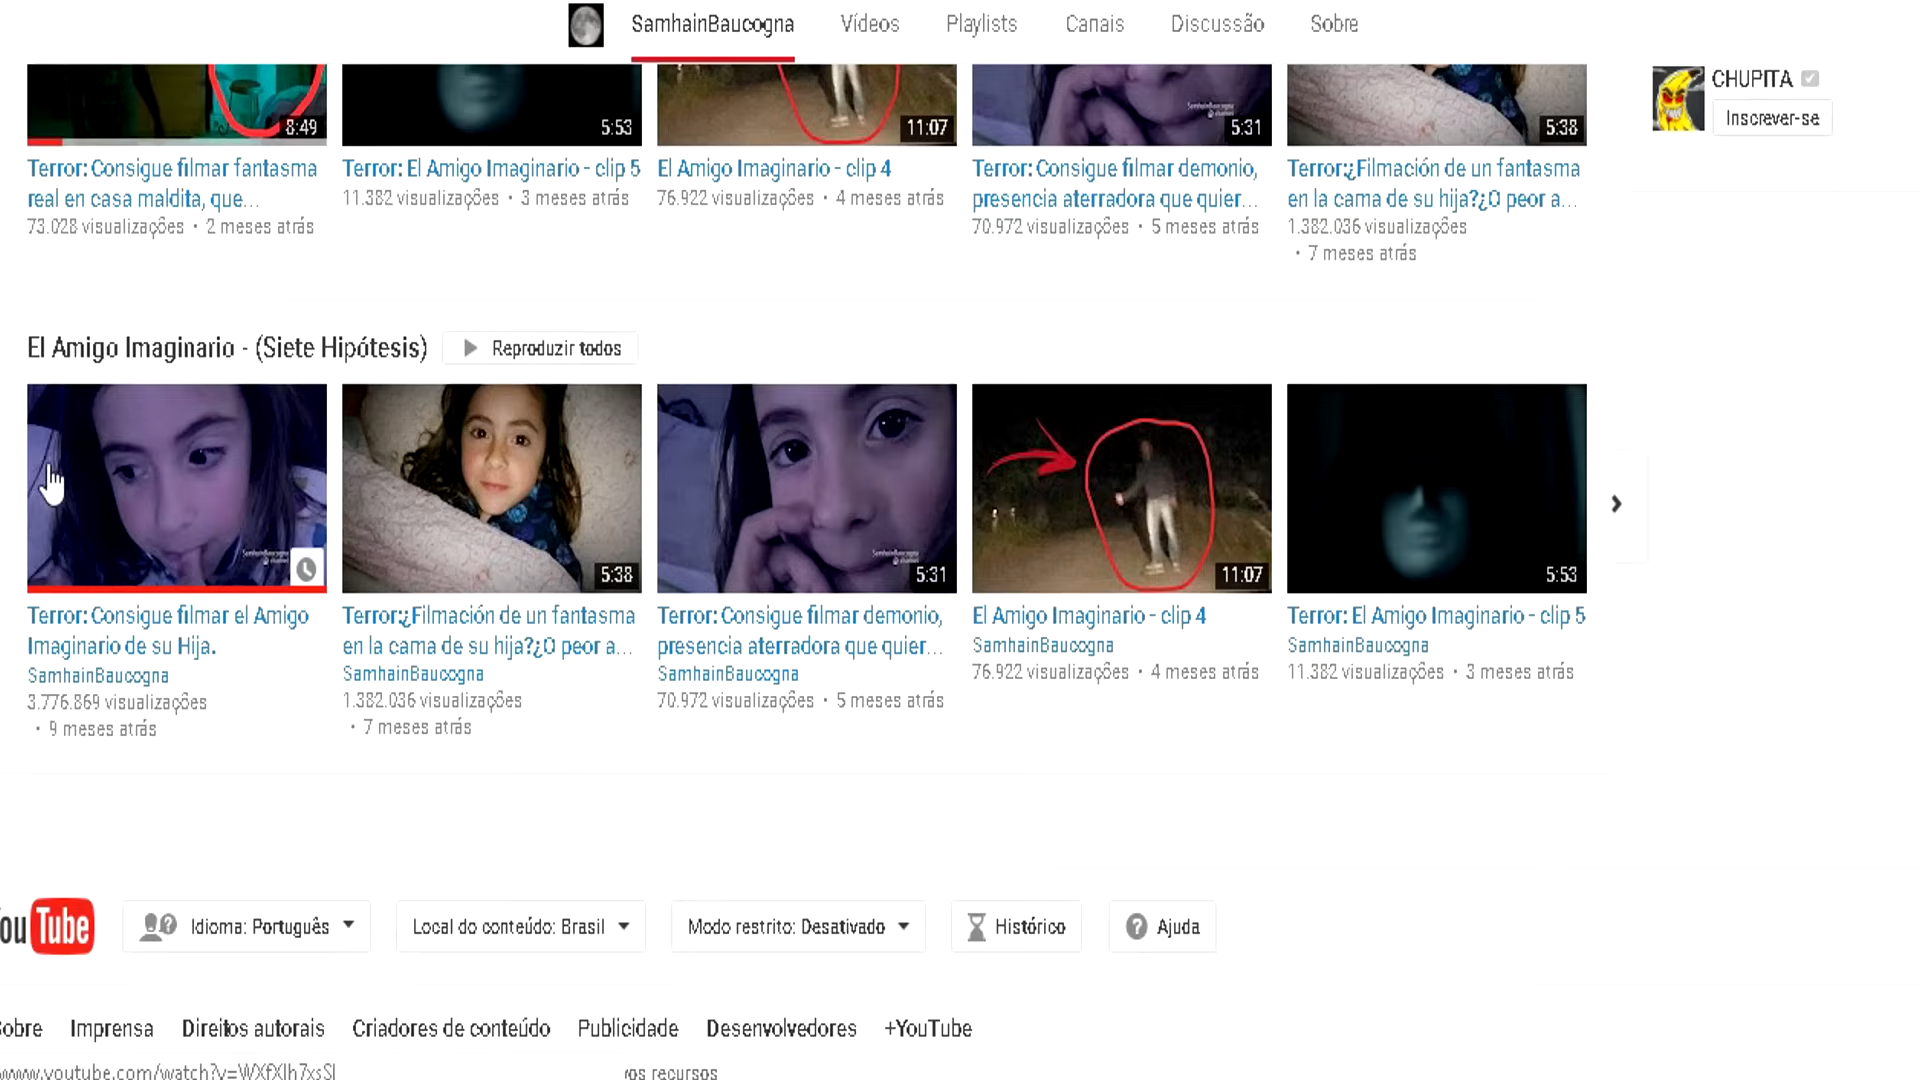 SamhainBaucogna Vídeos Playlists Canais Discussão Sobre
CHUPITA
Inscrever-se
8:49 5:53 11:07 5:31 5:38
SamhainBaucogna
Terror: Consigue filmar fantasma
real en casa maldita, que...
73.028 visualizações • 2 meses atrás
Terror: El Amigo Imaginario - clip 5
11.382 visualizações • 3 meses atrás
El Amigo Imaginario - clip 4
76.922 visualizações • 4 meses atrás
Terror: Consigue filmar demonio,
presencia aterradora que quier...
70.972 visualizações • 5 meses atrás
Terror:¿Filmación de un fantasma
en la cama de su hija?¿O peor a...
1.382.036 visualizações
• 7 meses atrás
El Amigo Imaginario - (Siete Hipótesis) Reproduzir todos
SamhainBaucogna
Terror: Consigue filmar el Amigo
Imaginario de su Hija.
SamhainBaucogna
3.776.869 visualizações
• 9 meses atrás
5:38
Terror:¿Filmación de un fantasma
en la cama de su hija?¿O peor a...
SamhainBaucogna
1.382.036 visualizações
• 7 meses atrás
SamhainBaucogna
5:31
Terror: Consigue filmar demonio,
presencia aterradora que quier...
SamhainBaucogna
70.972 visualizações • 5 meses atrás
11:07
El Amigo Imaginario - clip 4
SamhainBaucogna
76.922 visualizações • 4 meses atrás
5:53
Terror: El Amigo Imaginario - clip 5
SamhainBaucogna
11.382 visualizações • 3 meses atrás
ouTube Idioma: Português Local do conteúdo: Brasil Modo restrito: Desativado Histórico Ajuda
obre Imprensa Direitos autorais Criadores de conteúdo Publicidade Desenvolvedores +YouTube
os recursos